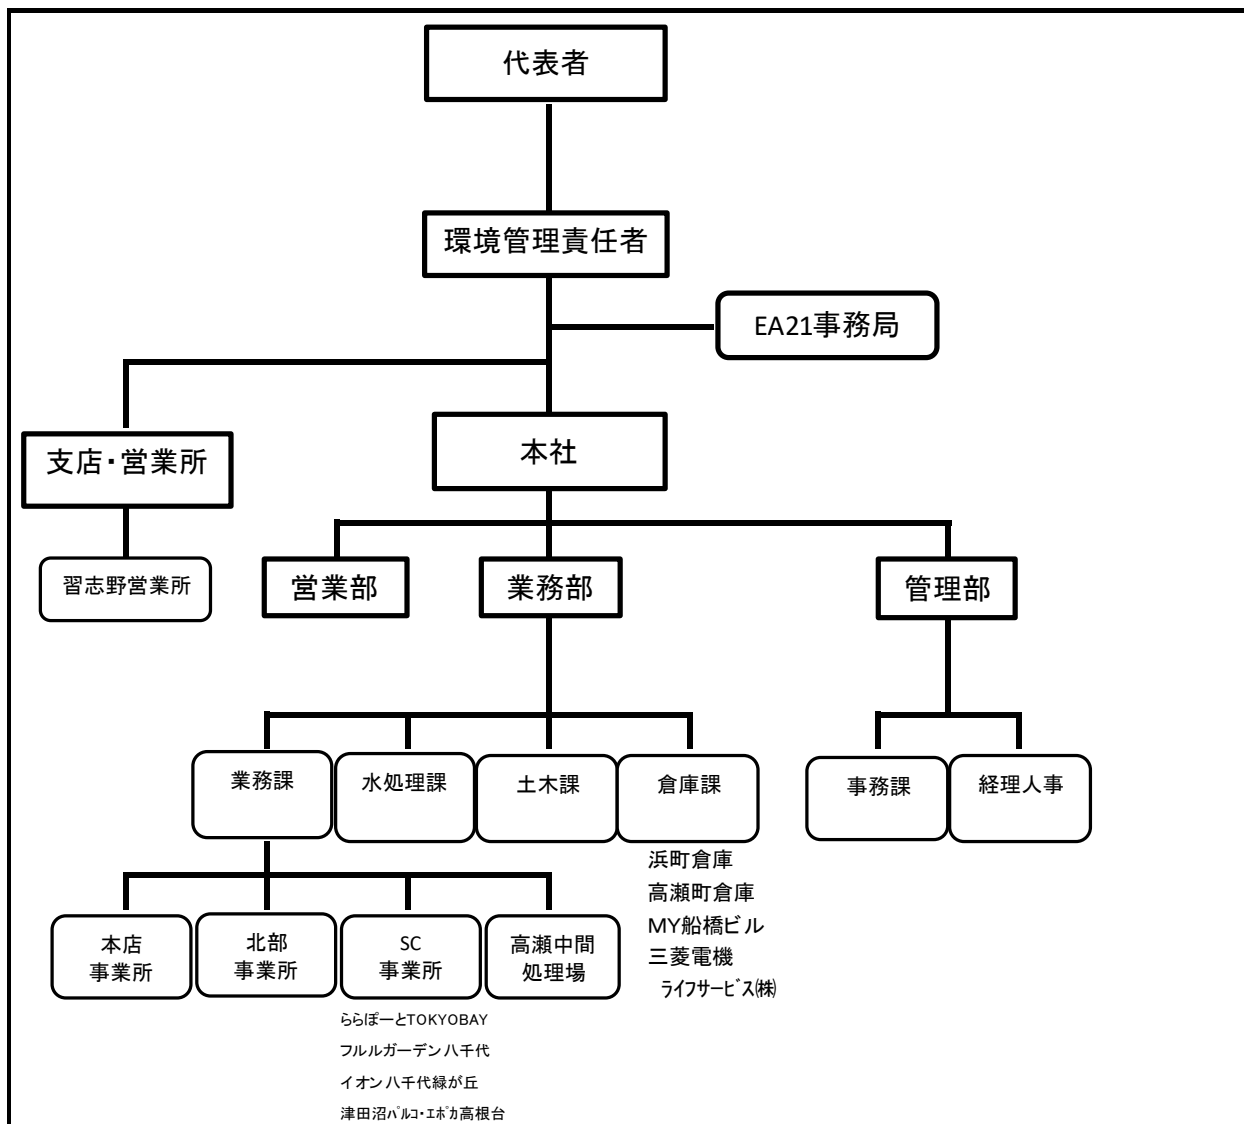 代表者
環境管理責任者
EA21事務局
支店・営業所
本社
習志野営業所
営業部
業務部
管理部
業務課
水処理課
土木課
倉庫課
事務課
経理人事
浜町倉庫
高瀬町倉庫
MY船橋ビル
三菱電機
ライフサービス㈱
本店
事業所
北部
事業所
SC
事業所
高瀬中間
処理場
ららぽーとTOKYOBAY
フルルガーデン八千代
イオン八千代緑が丘
津田沼パルコ・エポカ高根台